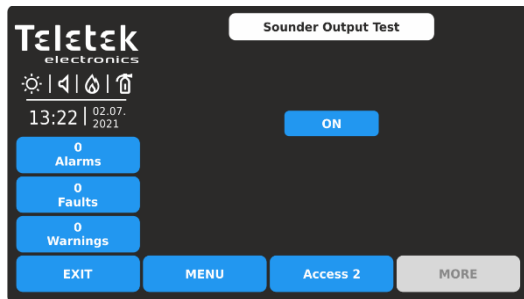 Teletek
electronics
Sounder Output Test
13:22
02.07.
2021
ON
0
Alarms
0
Faults
0
Warnings
EXIT
MENU
Access 2
MORE